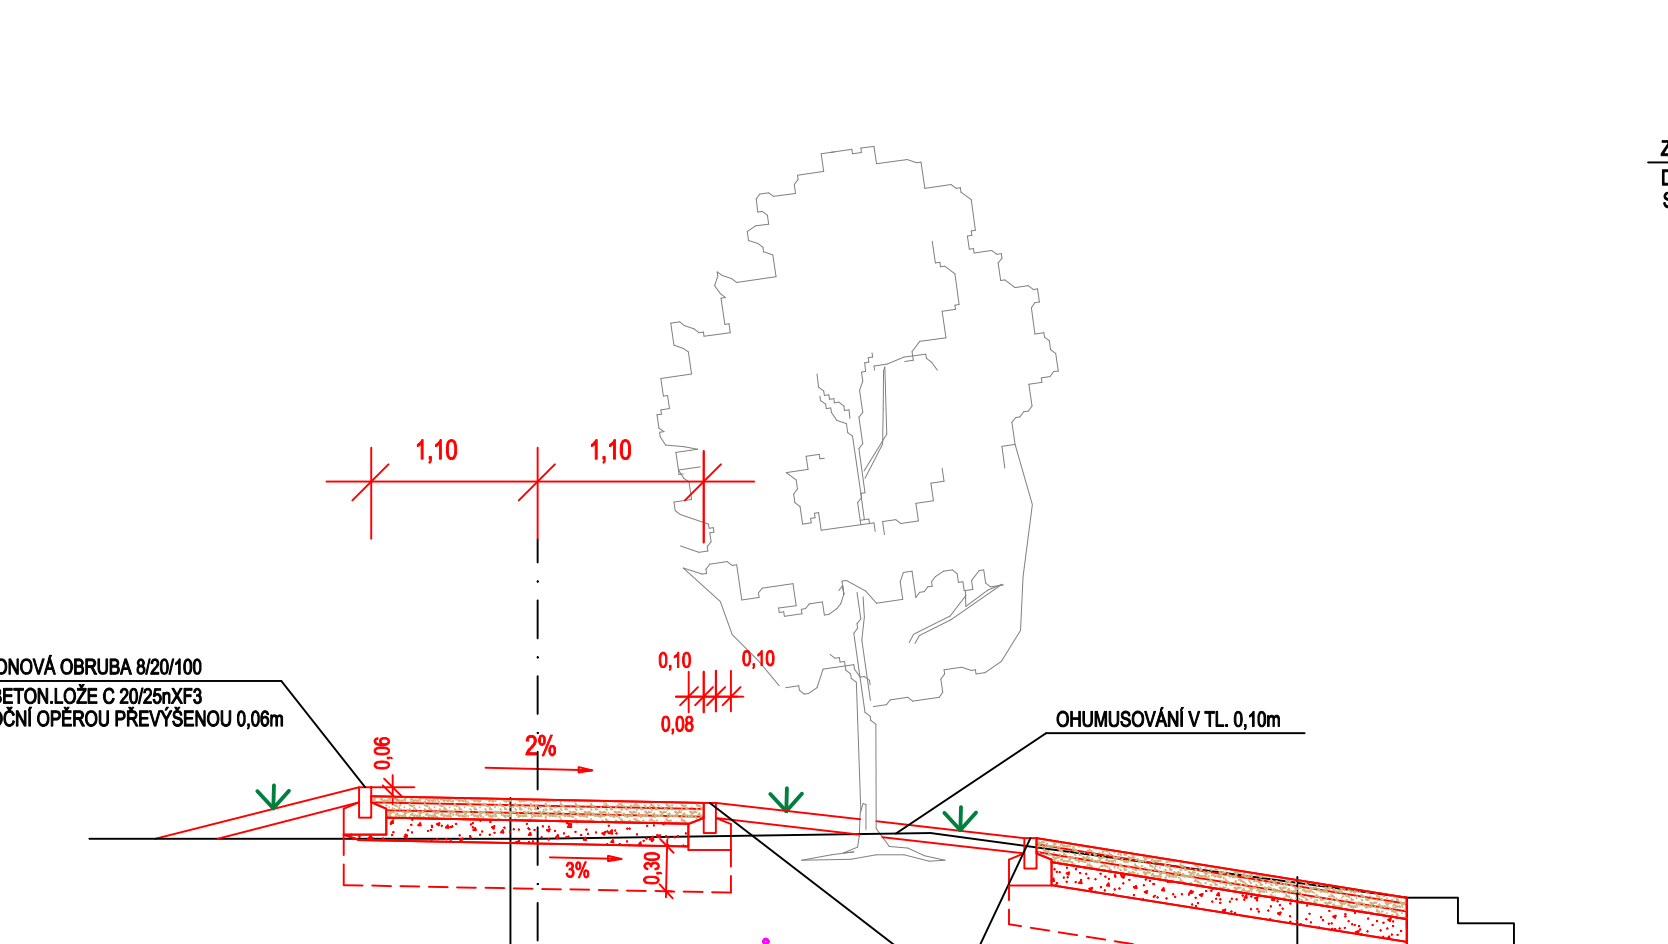 1,10
1,10
0,10
0,10
ONOVÁ OBRUBA 8/20/100
BETON.LOŽE C 20/25nXF3
OČNÍ OPĚROU PŘEVÝŠENOU 0,06m
0,08
OHUMUSOVÁNÍ V TL. 0,10m
0,06
2%
3%
0,30